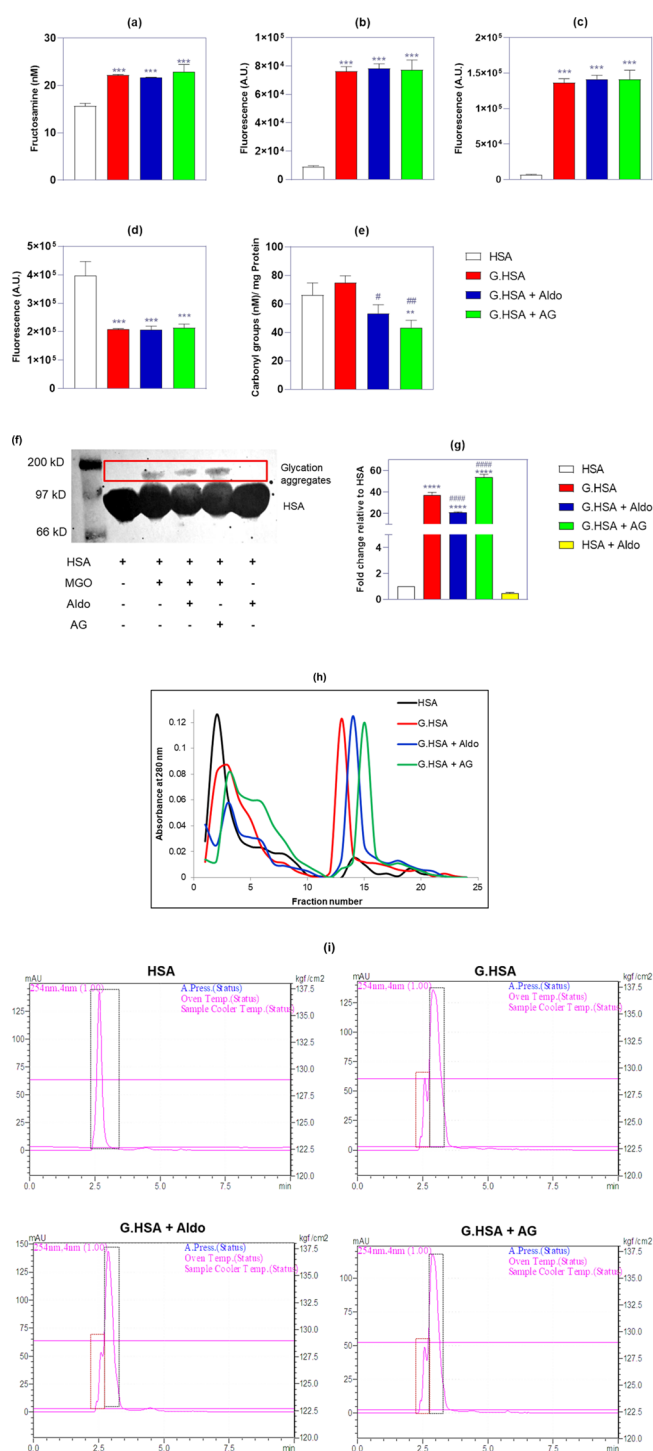 (a)
30
20
10
0
Fructosamine (nM)
***
***
***
(b)
1×10⁵
8×10⁴
6×10⁴
4×10⁴
2×10⁴
0
Fluorescence (A.U.)
***
***
***
(c)
2×10⁵
1.5×10⁵
1×10⁵
5×10⁴
0
Fluorescence (A.U.)
***
***
***
(d)
5×10⁵
4×10⁵
3×10⁵
2×10⁵
1×10⁵
0
Fluorescence (A.U.)
***
***
***
(e)
100
80
60
40
20
0
Carbonyl groups (nM)/ mg Protein
#
##
**
HSA
G.HSA
G.HSA + Aldo
G.HSA + AG
(f)
200 kD
97 kD
66 kD
Glycation
aggregates
HSA
HSA + + + + +
MGO - + + + -
Aldo - - + - +
AG - - - + -
(g)
60
40
20
6
4
2
0
Fold change relative to HSA
****
####
****
####
****
HSA
G.HSA
G.HSA + Aldo
G.HSA + AG
HSA + Aldo
(h)
HSA
G.HSA
G.HSA + Aldo
G.HSA + AG
0.12
0.1
0.08
0.06
0.04
0.02
0
Absorbance at 280 nm
0 5 10 15 20 25
Fraction number
(i)
HSA
mAU
kgf/cm2
254nm,4nm (1.00)
A.Press.(Status)
Oven Temp.(Status)
Sample Cooler Temp.(Status)
125
100
75
50
25
0
137.5
135.0
132.5
130.0
127.5
125.0
122.5
120.0
0.0 2.5 5.0 7.5
min
G.HSA
mAU
kgf/cm2
254nm,4nm (1.00)
A.Press.(Status)
Oven Temp.(Status)
Sample Cooler Temp.(Status)
125
100
75
50
25
0
137.5
135.0
132.5
130.0
127.5
125.0
122.5
120.0
0.0 2.5 5.0 7.5
min
G.HSA + Aldo
mAU
kgf/cm2
254nm,4nm (1.00)
A.Press.(Status)
Oven Temp.(Status)
Sample Cooler Temp.(Status)
150
125
100
75
50
25
0
137.5
135.0
132.5
130.0
127.5
125.0
122.5
120.0
0.0 2.5 5.0 7.5
min
G.HSA + AG
mAU
kgf/cm2
254nm,4nm (1.00)
A.Press.(Status)
Oven Temp.(Status)
Sample Cooler Temp.(Status)
100
75
50
25
0
137.5
135.0
132.5
130.0
127.5
125.0
122.5
120.0
0.0 2.5 5.0 7.5
min